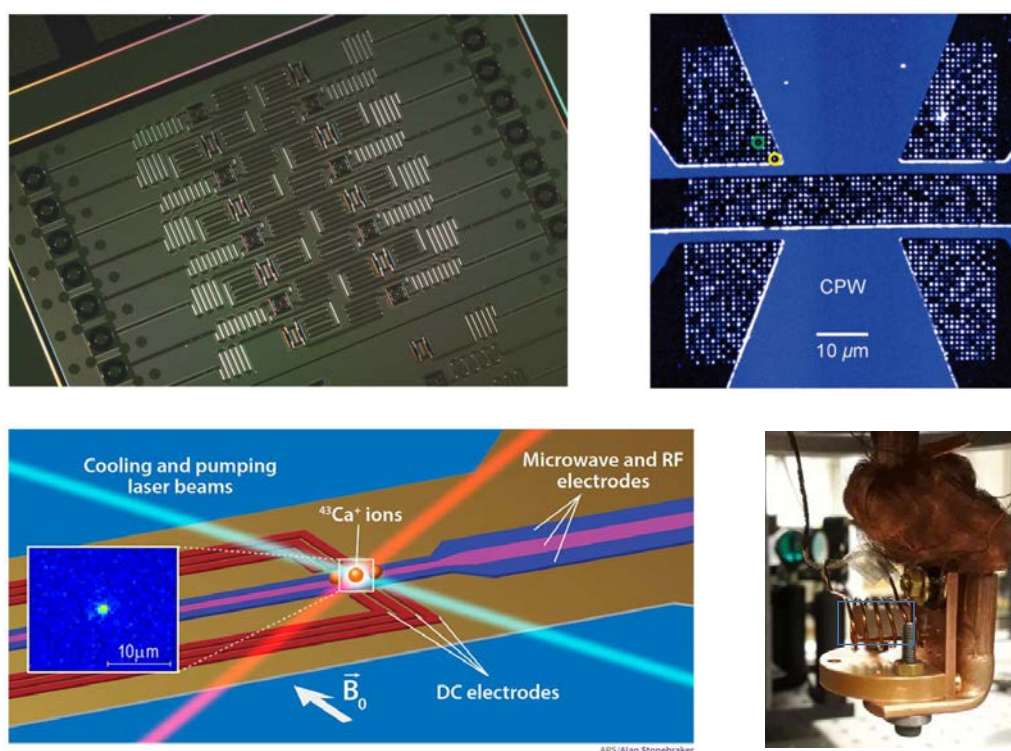 CPW
10 µm
Cooling and pumping
laser beams
⁴³Ca⁺ ions
Microwave and RF
electrodes
10µm
B₀
DC electrodes
APS/Alan Stonebraker